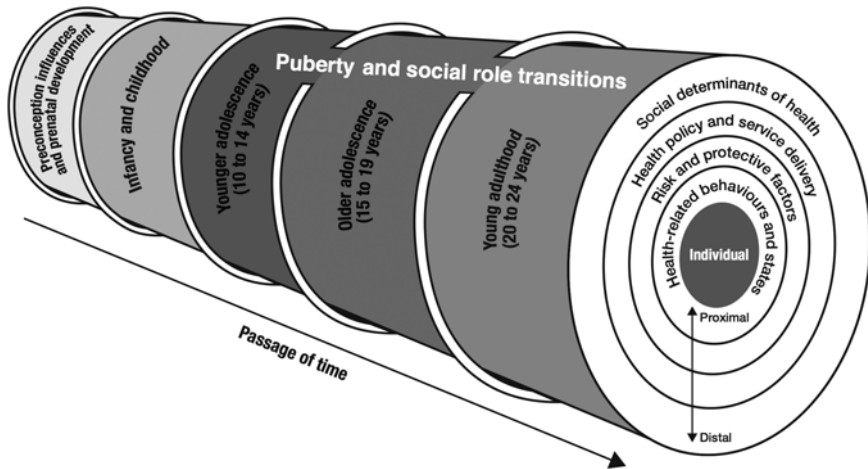 Preconception influences
and prenatal development
Infancy and childhood
Younger adolescence
(10 to 14 years)
Older adolescence
(15 to 19 years)
Young adulthood
(20 to 24 years)
Puberty and social role transitions
Social determinants of health
Health policy and service delivery
Risk and protective factors
Health-related behaviours and states
Individual
Proximal
Distal
Passage of time